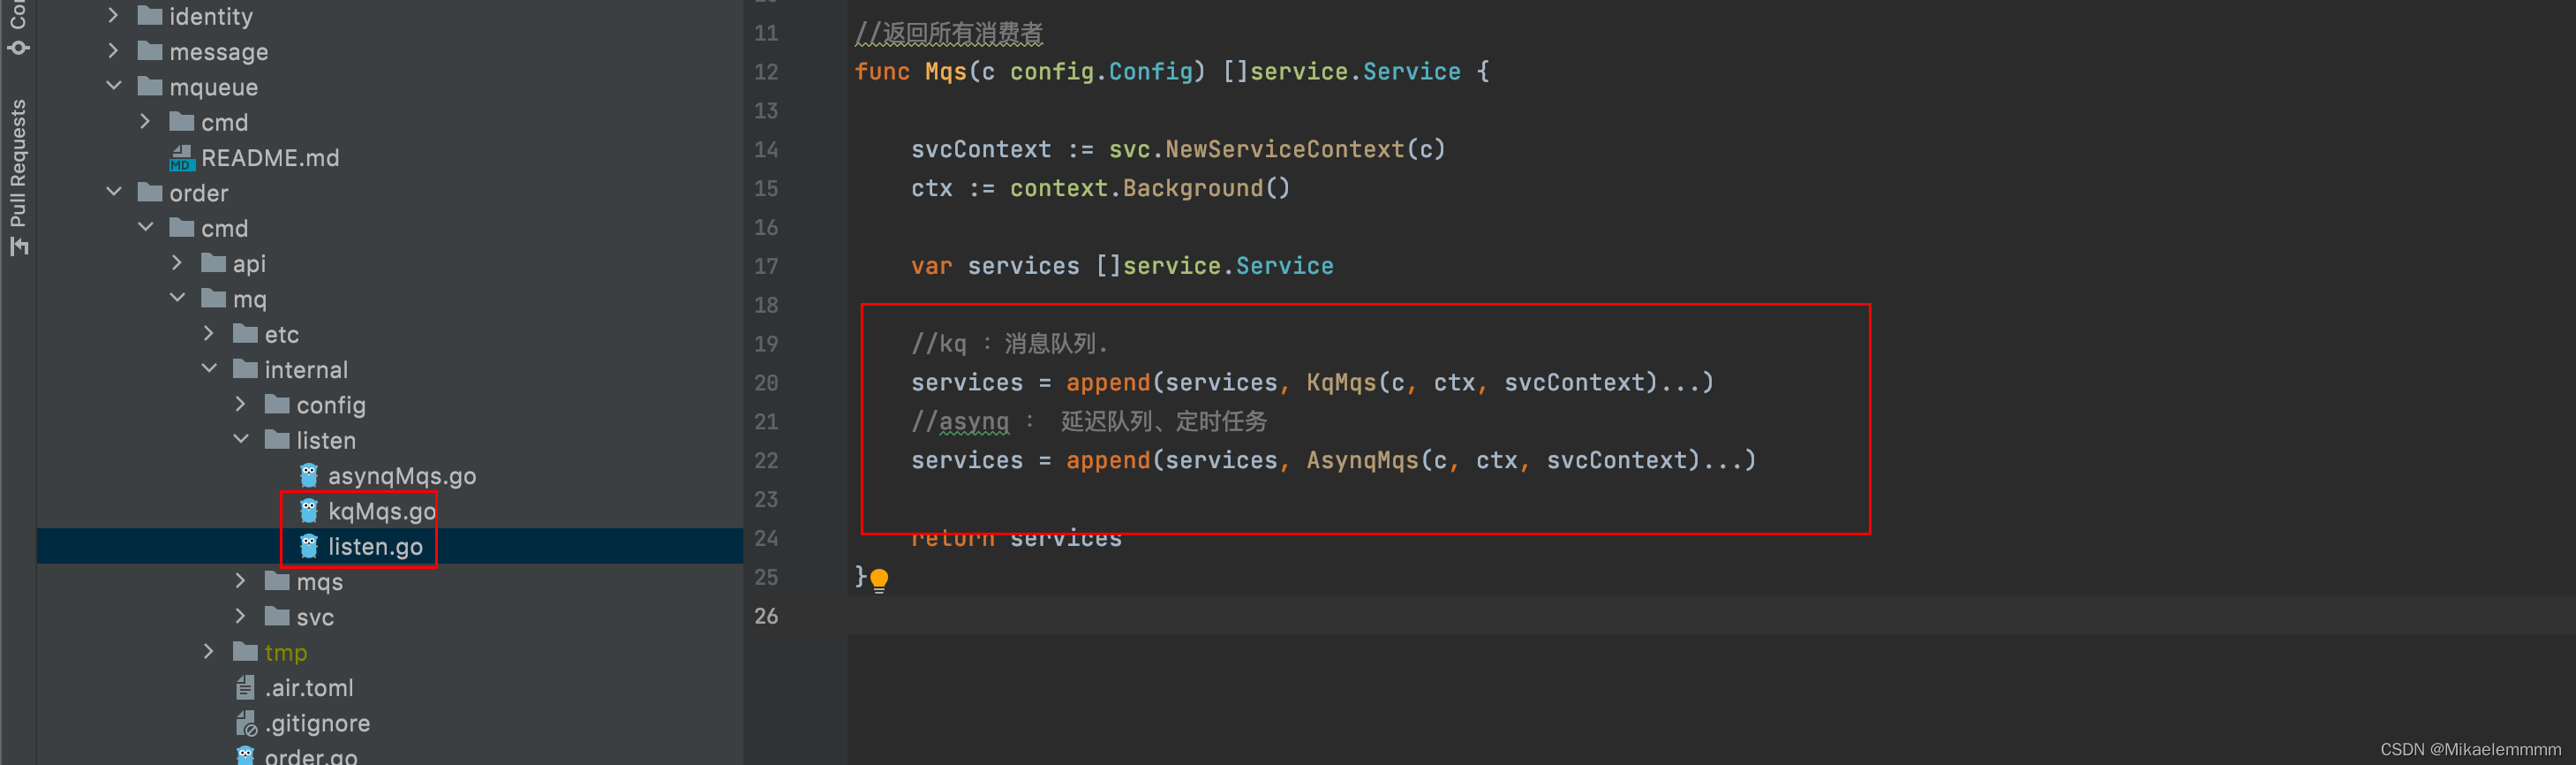 Pull Requests
identity
message
mqueue
cmd
README.md
order
cmd
api
mq
etc
internal
config
listen
asynqMqs.go
kqMqs.go
listen.go
mqs
svc
tmp
.air.toml
.gitignore
order.go
11 //返回所有消费者
12 func Mqs(c config.Config) []service.Service {
13
14 svcContext := svc.NewServiceContext(c)
15 ctx := context.Background()
16
17 var services []service.Service
18
19 //kq : 消息队列.
20 services = append(services, KqMqs(c, ctx, svcContext)...)
21 //asynq : 延迟队列、定时任务
22 services = append(services, AsynqMqs(c, ctx, svcContext)...)
23
24 return services
25 }
26
CSDN @Mikaelemmmm